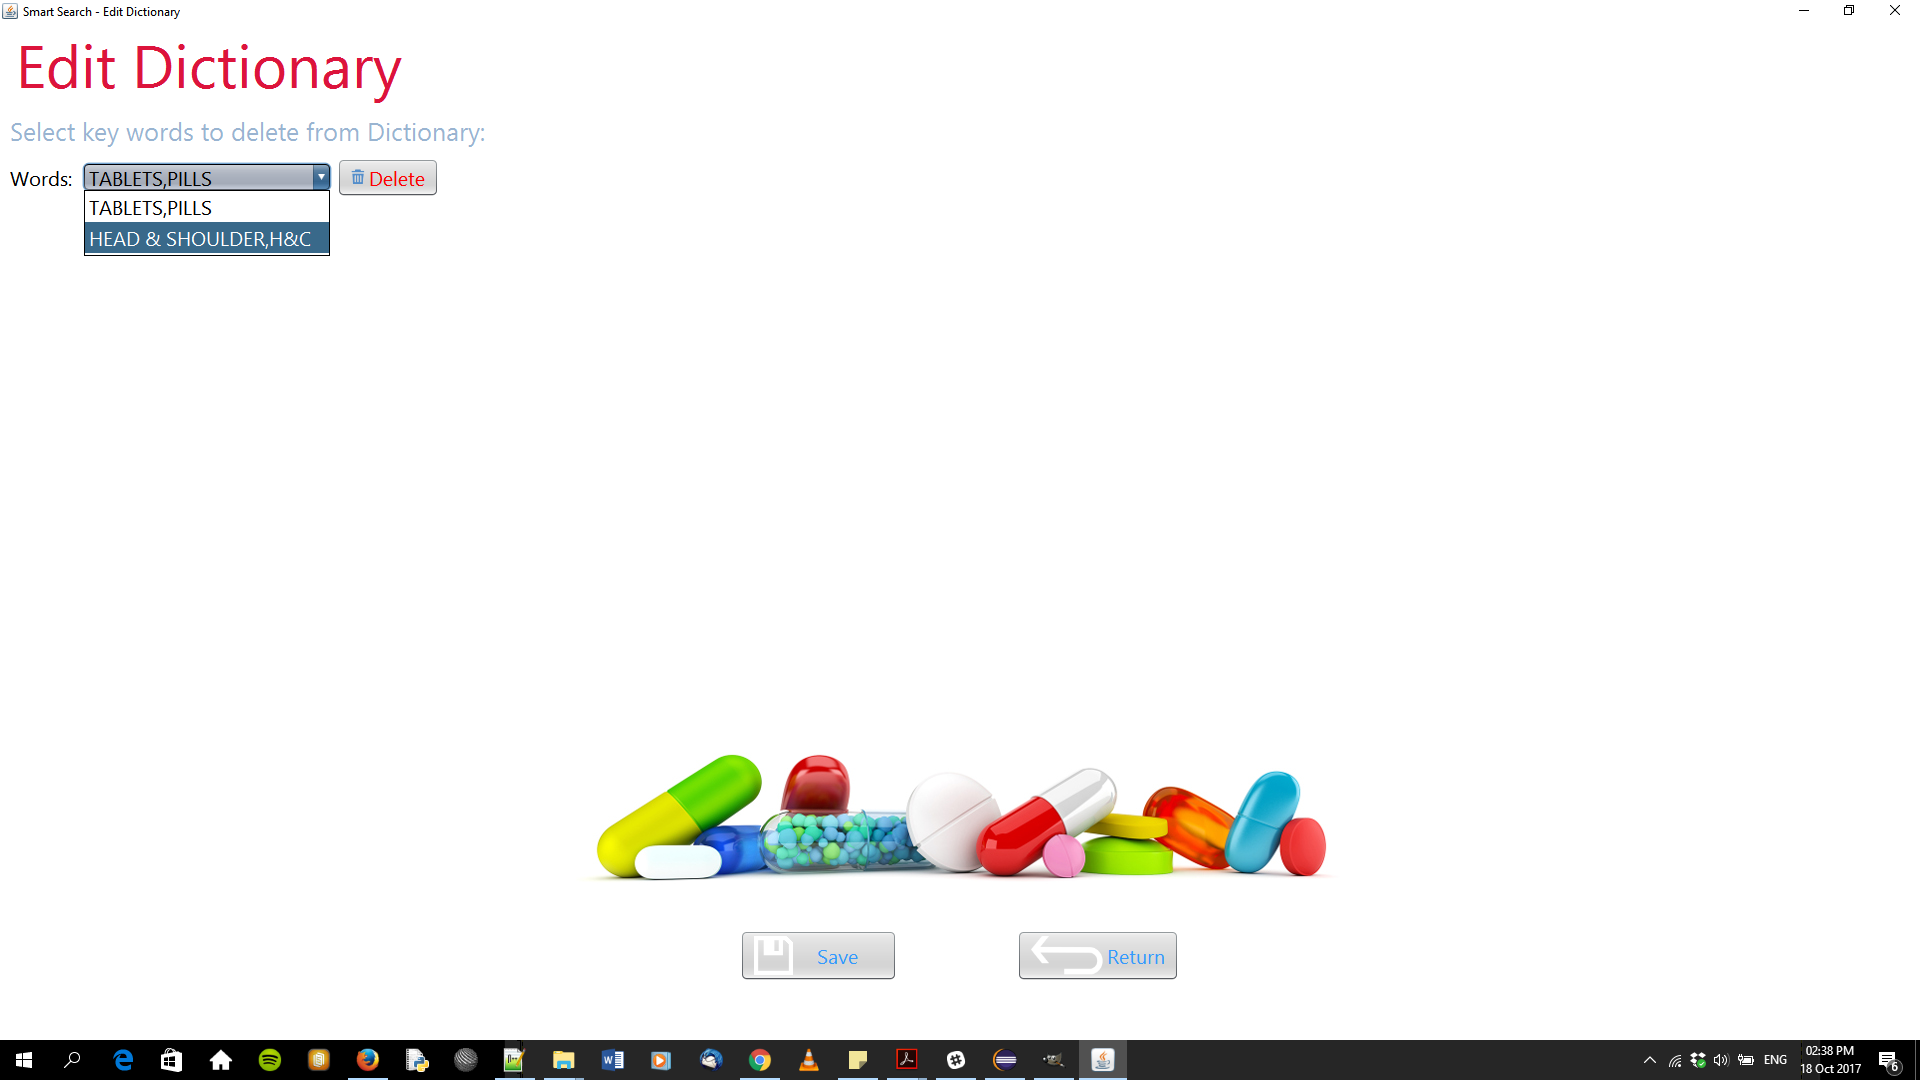 Smart Search - Edit Dictionary
Edit Dictionary
Select key words to delete from Dictionary:
Words: TABLETS,PILLS Delete
TABLETS,PILLS
HEAD & SHOULDER,H&C
Save Return
ENG 02:38 PM
18 Oct 2017 6